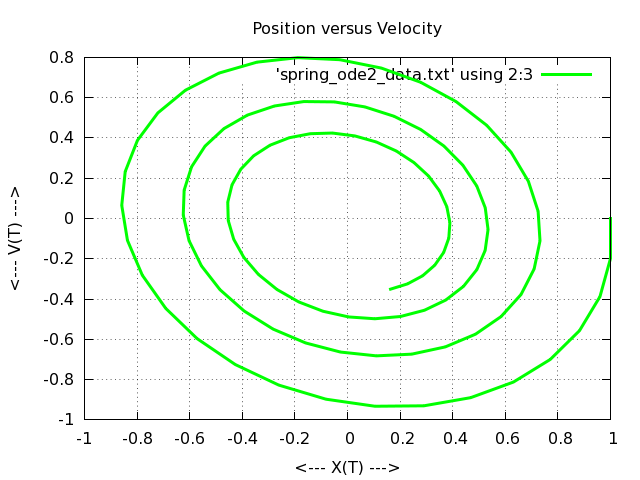 Position versus Velocity
'spring_ode2_data.txt' using 2:3
0.8
0.6
0.4
0.2
0
-0.2
-0.4
-0.6
-0.8
-1
<--- V(T) --->
-1 -0.8 -0.6 -0.4 -0.2 0 0.2 0.4 0.6 0.8 1
<--- X(T) --->